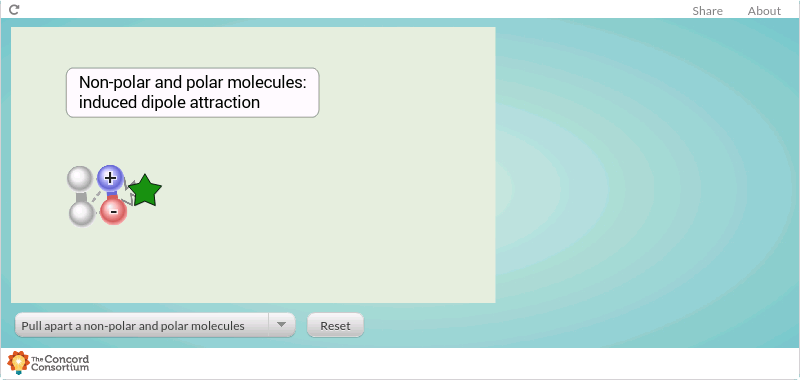 Share About
Non-polar and polar molecules:
induced dipole attraction
+
-
Pull apart a non-polar and polar molecules
Reset
The Concord
Consortium